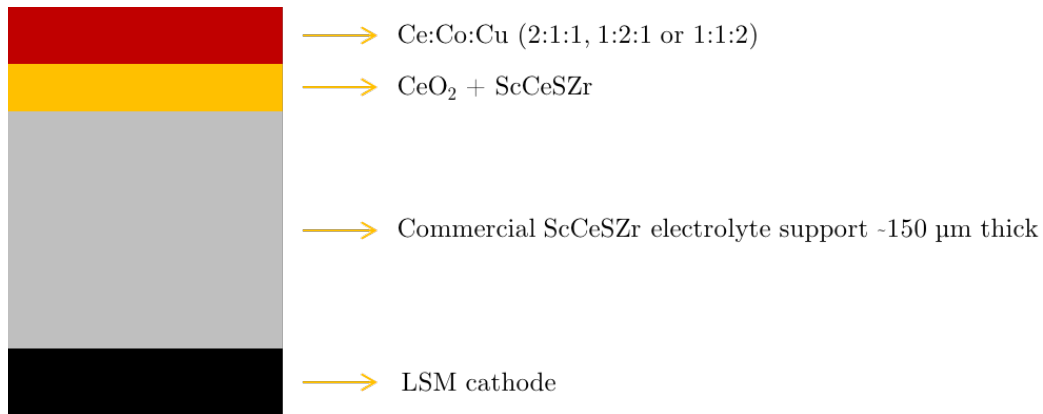 Ce:Co:Cu (2:1:1, 1:2:1 or 1:1:2)
CeO₂ + ScCeSZr
Commercial ScCeSZr electrolyte support ~150 µm thick
LSM cathode